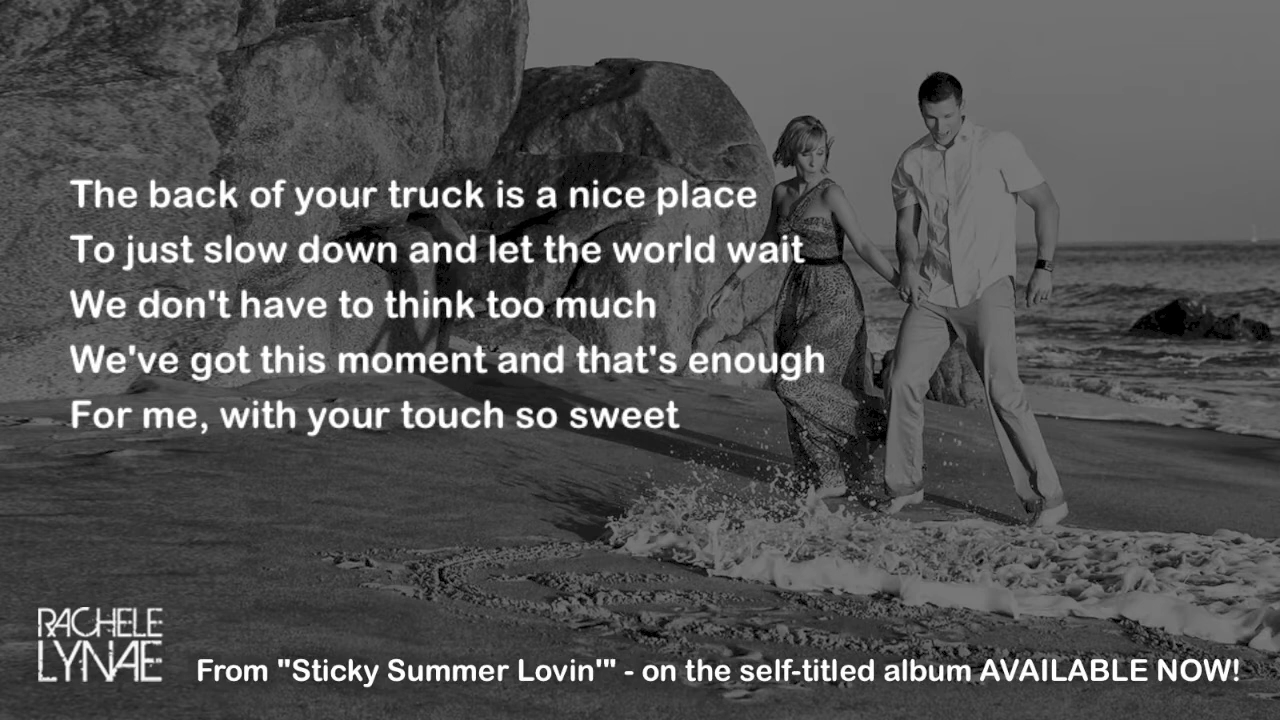 The back of your truck is a nice place
To just slow down and let the world wait
We don't have to think too much
We've got this moment and that's enough
For me, with your touch so sweet
RACHELE
LYNAE
From "Sticky Summer Lovin'" - on the self-titled album AVAILABLE NOW!